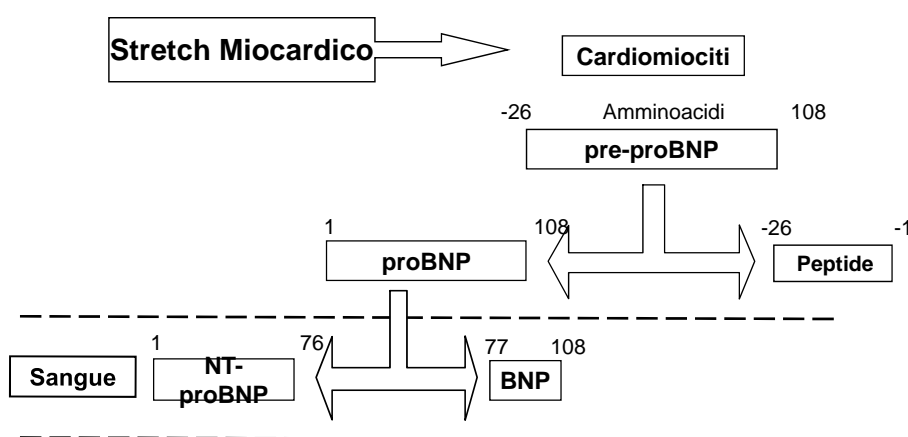 Stretch Miocardico
Cardiomiociti
-26 Amminoacidi 108
pre-proBNP
1 108 -26 -1
proBNP
Peptide
1 76 77 108
Sangue
NT-
proBNP
BNP